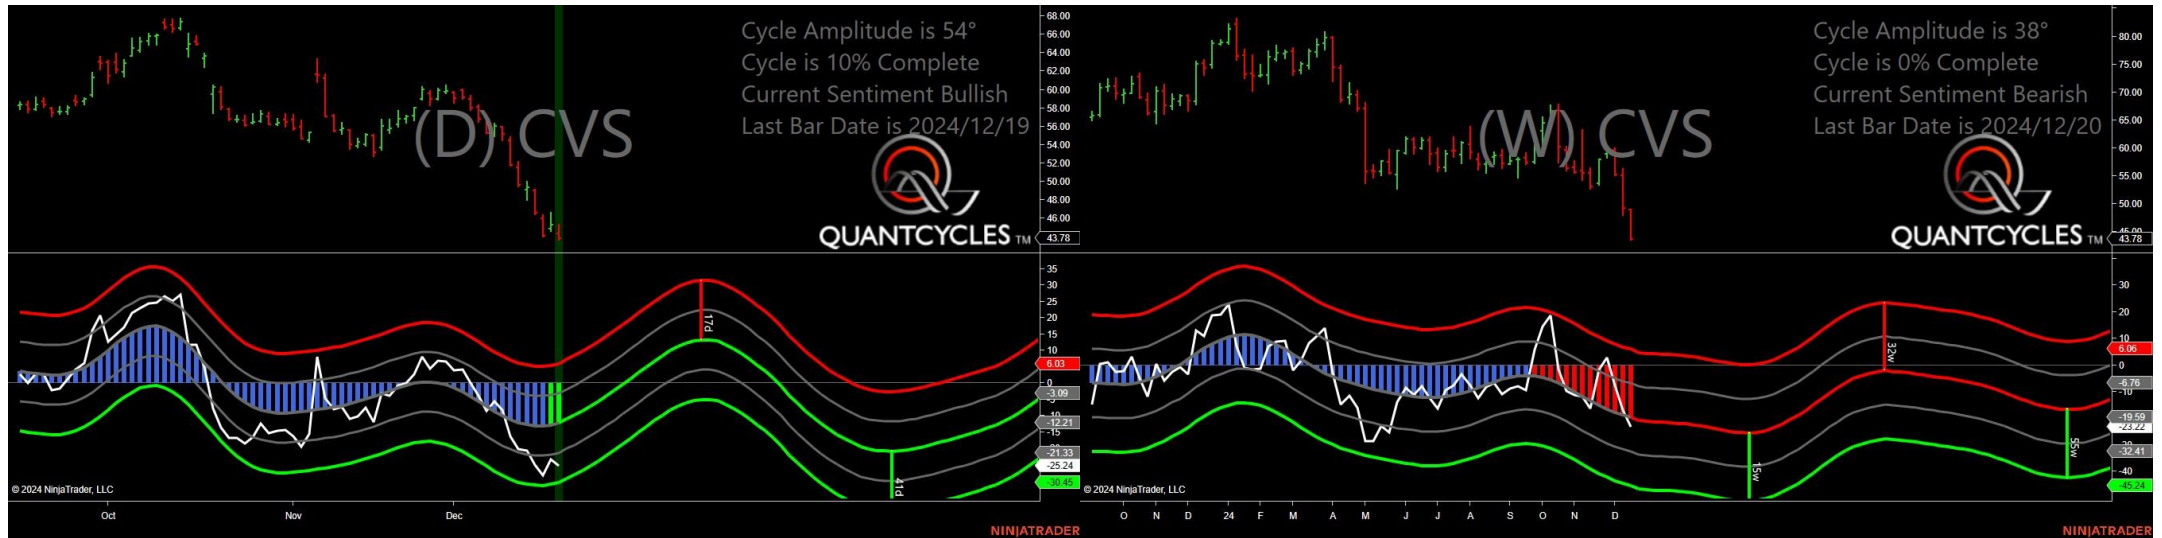 Cycle Amplitude is 54°
Cycle is 10% Complete
Current Sentiment Bullish
Last Bar Date is 2024/12/19
(D) CVS
QUANTCYCLES TM
68.00
66.00
64.00
62.00
60.00
58.00
56.00
54.00
52.00
50.00
48.00
46.00
43.78
35
30
25
20
15
10
6.03
0
-3.09
-12.21
-15
-21.33
-25.24
-30.45
17d
41d
© 2024 NinjaTrader, LLC
Oct Nov Dec
NINJATRADER
Cycle Amplitude is 38°
Cycle is 0% Complete
Current Sentiment Bearish
Last Bar Date is 2024/12/20
(W) CVS
QUANTCYCLES TM
80.00
75.00
70.00
65.00
60.00
55.00
50.00
45.00
43.78
30
20
10
6.06
0
-6.76
-10
-19.59
-23.22
-32.41
-40
-45.24
32w
15w
55w
© 2024 NinjaTrader, LLC
O N D 24 F M A M J J A S O N D
NINJATRADER